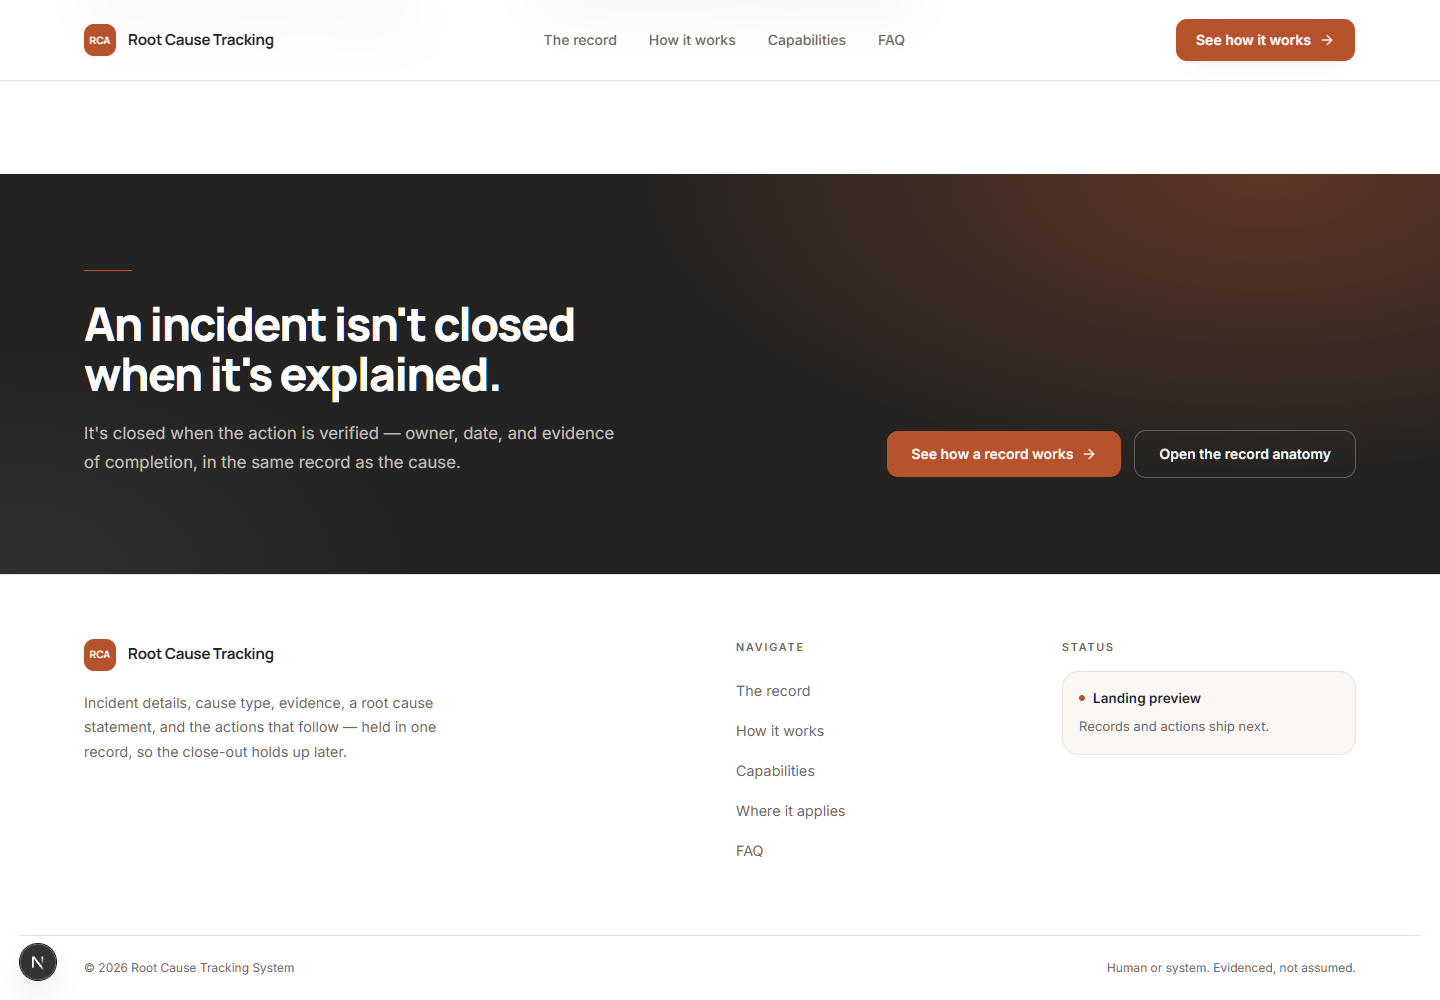 RCA Root Cause Tracking
The record How it works Capabilities FAQ
See how it works →
An incident isn't closed
when it's explained.
It's closed when the action is verified — owner, date, and evidence
of completion, in the same record as the cause.
See how a record works →
Open the record anatomy
RCA Root Cause Tracking
Incident details, cause type, evidence, a root cause
statement, and the actions that follow — held in one
record, so the close-out holds up later.
NAVIGATE
The record
How it works
Capabilities
Where it applies
FAQ
STATUS
Landing preview
Records and actions ship next.
N
© 2026 Root Cause Tracking System
Human or system. Evidenced, not assumed.